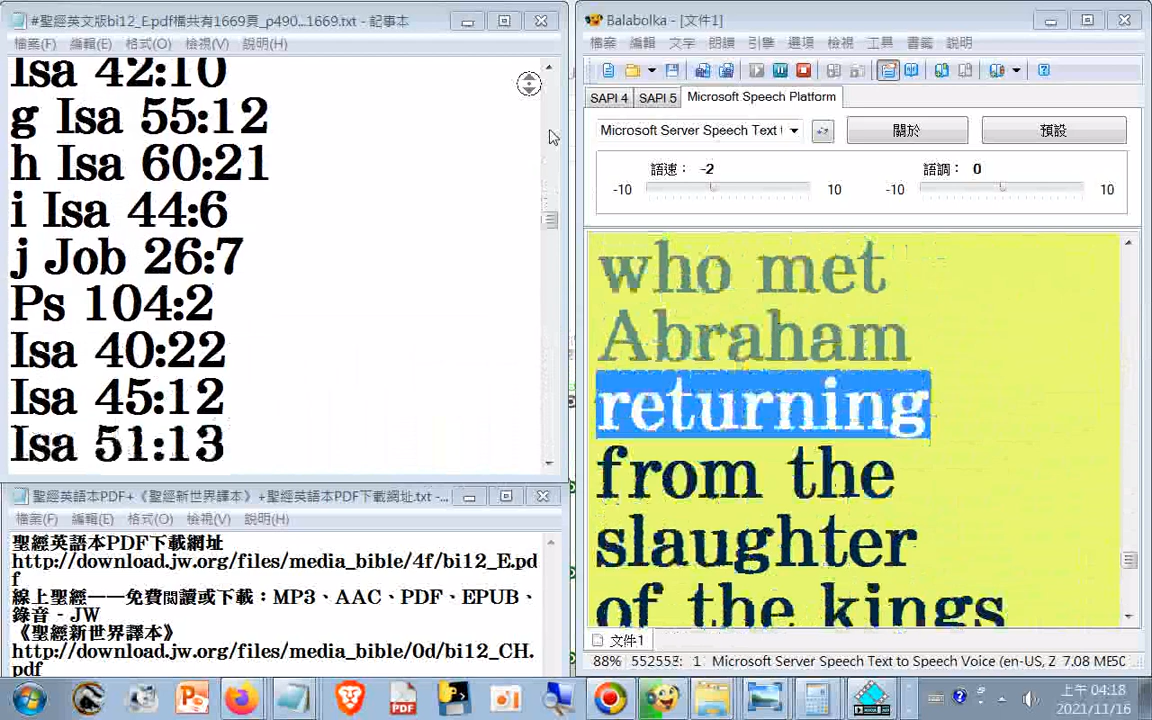 #聖經英文版bi12_E.pdf檔共有1669頁_p490...1669.txt - 記事本
檔案(F) 編輯(E) 格式(O) 檢視(V) 說明(H)
Isa 42:10
g Isa 55:12
h Isa 60:21
i Isa 44:6
j Job 26:7
Ps 104:2
Isa 40:22
Isa 45:12
Isa 51:13
聖經英語本PDF+《聖經新世界譯本》+聖經英語本PDF下載網址.txt -...
檔案(F) 編輯(E) 格式(O) 檢視(V) 說明(H)
聖經英語本PDF下載網址
http://download.jw.org/files/media_bible/4f/bi12_E.pd
f
線上聖經——免費閱讀或下載：MP3、AAC、PDF、EPUB、
錄音 - JW
《聖經新世界譯本》
http://download.jw.org/files/media_bible/0d/bi12_CH.
pdf
Balabolka - [文件1]
檔案 編輯 文字 朗讀 引擎 選項 檢視 工具 書籤 說明
SAPI 4 SAPI 5 Microsoft Speech Platform
Microsoft Server Speech Text 關於 預設
語速： -2 語調： 0
-10 10 -10 10
who met
Abraham
returning
from the
slaughter
of the kings
文件1
88% 552553: 1 Microsoft Server Speech Text to Speech Voice (en-US, Z 7.08 ME
上午 04:18
2021/11/16